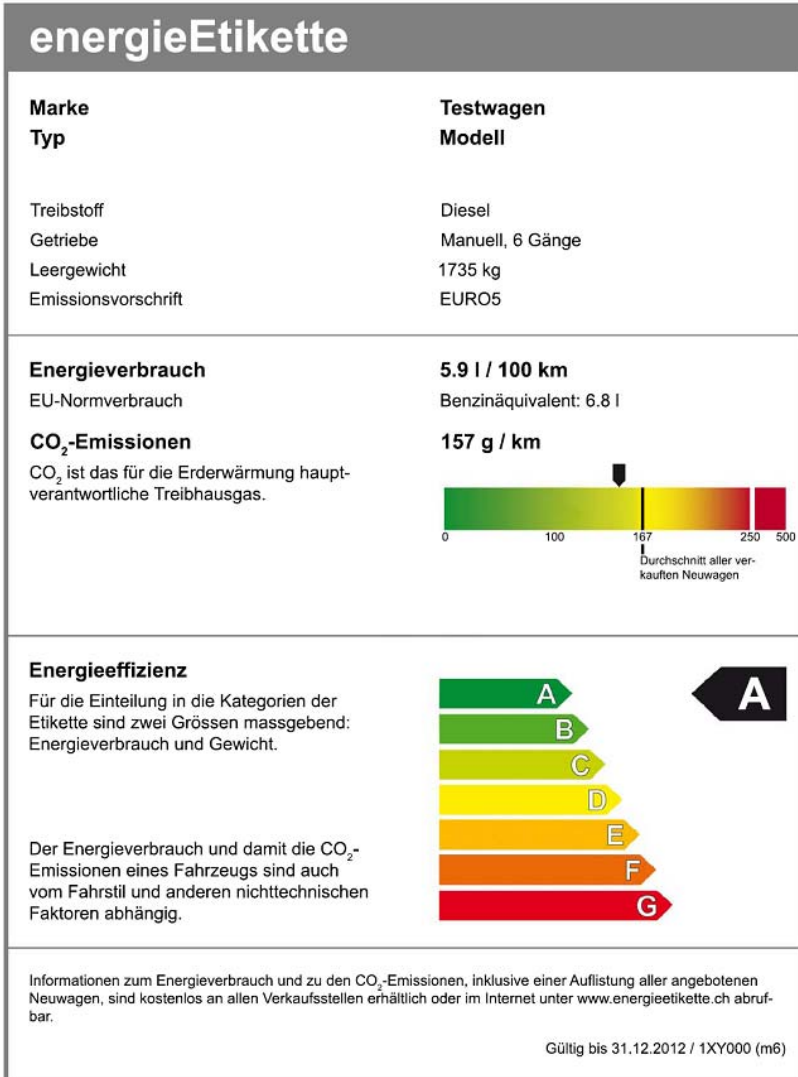 energieEtikette
Marke Testwagen
Typ Modell
Treibstoff Diesel
Getriebe Manuell, 6 Gänge
Leergewicht 1735 kg
Emissionsvorschrift EURO5
Energieverbrauch 5.9 l / 100 km
EU-Normverbrauch Benzinäquivalent: 6.8 l
CO₂-Emissionen 157 g / km
CO₂ ist das für die Erderwärmung haupt-
verantwortliche Treibhausgas.
0 100 167 250 500
Durchschnitt aller ver-
kauften Neuwagen
Energieeffizienz
Für die Einteilung in die Kategorien der
Etikette sind zwei Grössen massgebend:
Energieverbrauch und Gewicht.
Der Energieverbrauch und damit die CO₂-
Emissionen eines Fahrzeugs sind auch
vom Fahrstil und anderen nichttechnischen
Faktoren abhängig.
A A
B
C
D
E
F
G
Informationen zum Energieverbrauch und zu den CO₂-Emissionen, inklusive einer Auflistung aller angebotenen
Neuwagen, sind kostenlos an allen Verkaufsstellen erhältlich oder im Internet unter www.energieetikette.ch abruf-
bar.
Gültig bis 31.12.2012 / 1XY000 (m6)